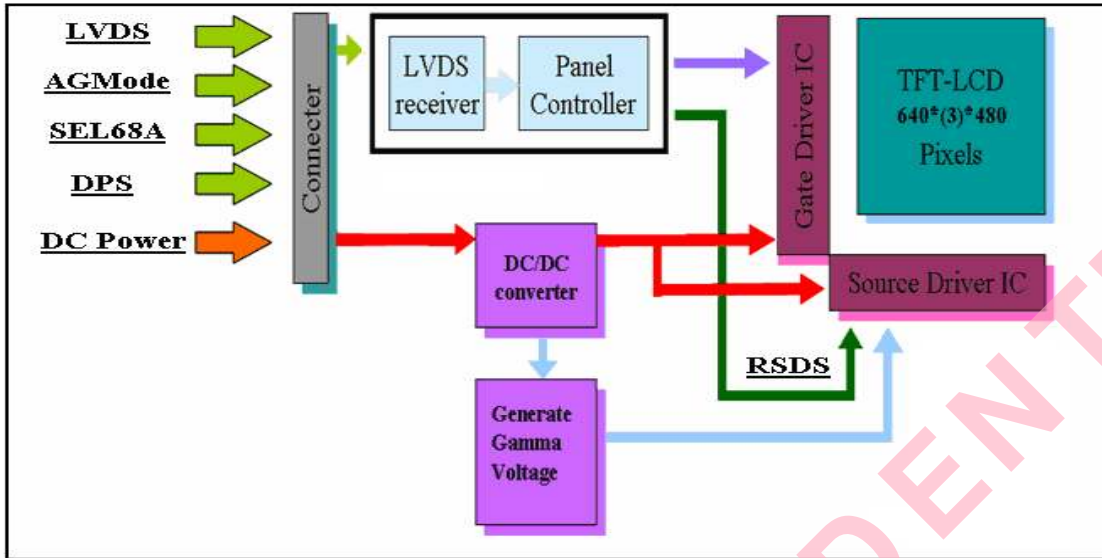 LVDS
AGMode
SEL68A
DPS
DC Power
Connecter
LVDS
receiver
Panel
Controller
Gate Driver IC
TFT-LCD
640*(3)*480
Pixels
DC/DC
converter
Source Driver IC
RSDS
Generate
Gamma
Voltage
DENT